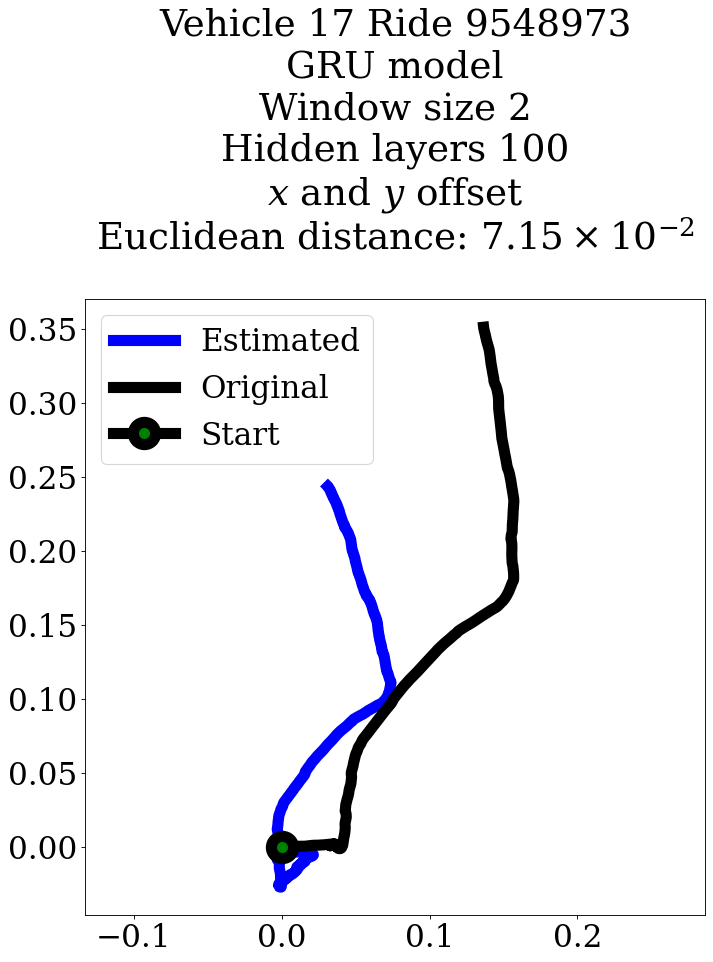 Vehicle 17 Ride 9548973
GRU model
Window size 2
Hidden layers 100
x and y offset
Euclidean distance: 7.15 × 10⁻²
Estimated
Original
Start
0.35
0.30
0.25
0.20
0.15
0.10
0.05
0.00
−0.1 0.0 0.1 0.2